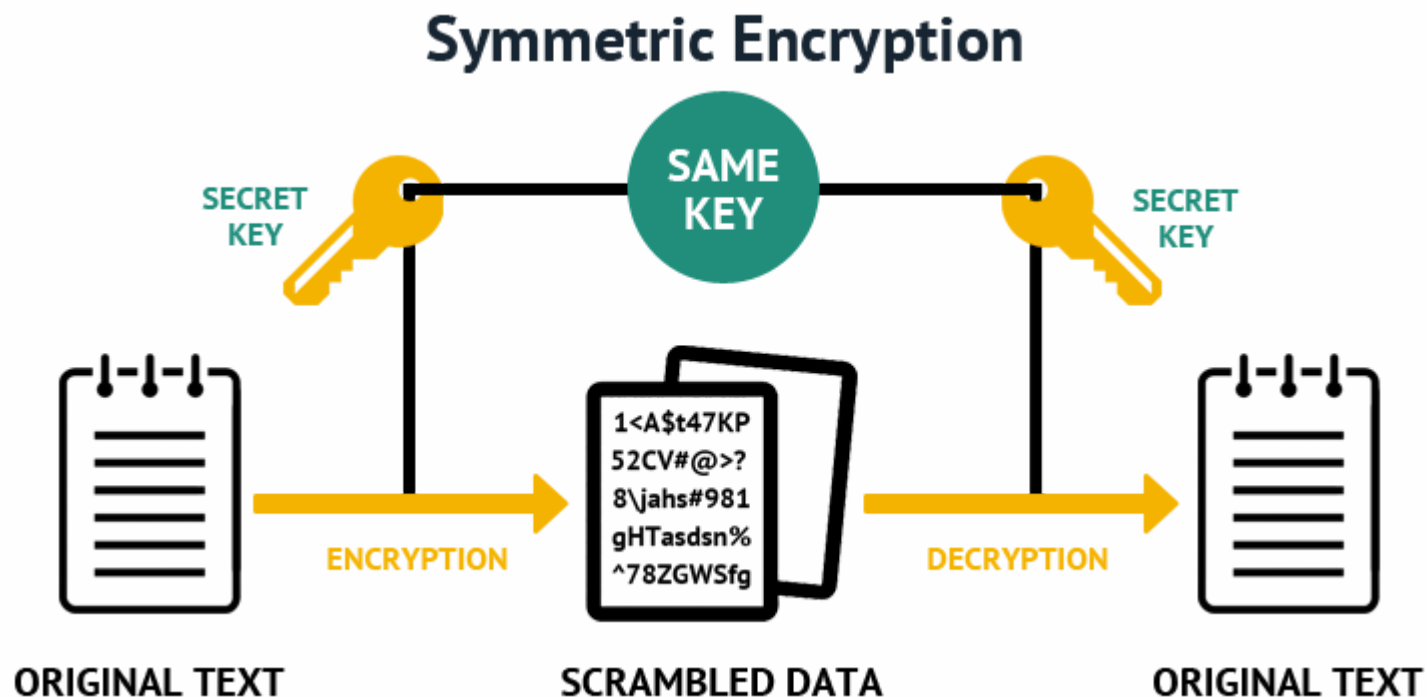 Symmetric Encryption
SAME
KEY
SECRET
KEY
SECRET
KEY
1<A$t47KP
52CV#@>?
8\jahs#981
gHTasdsn%
^78ZGWSfg
ENCRYPTION
DECRYPTION
ORIGINAL TEXT
SCRAMBLED DATA
ORIGINAL TEXT